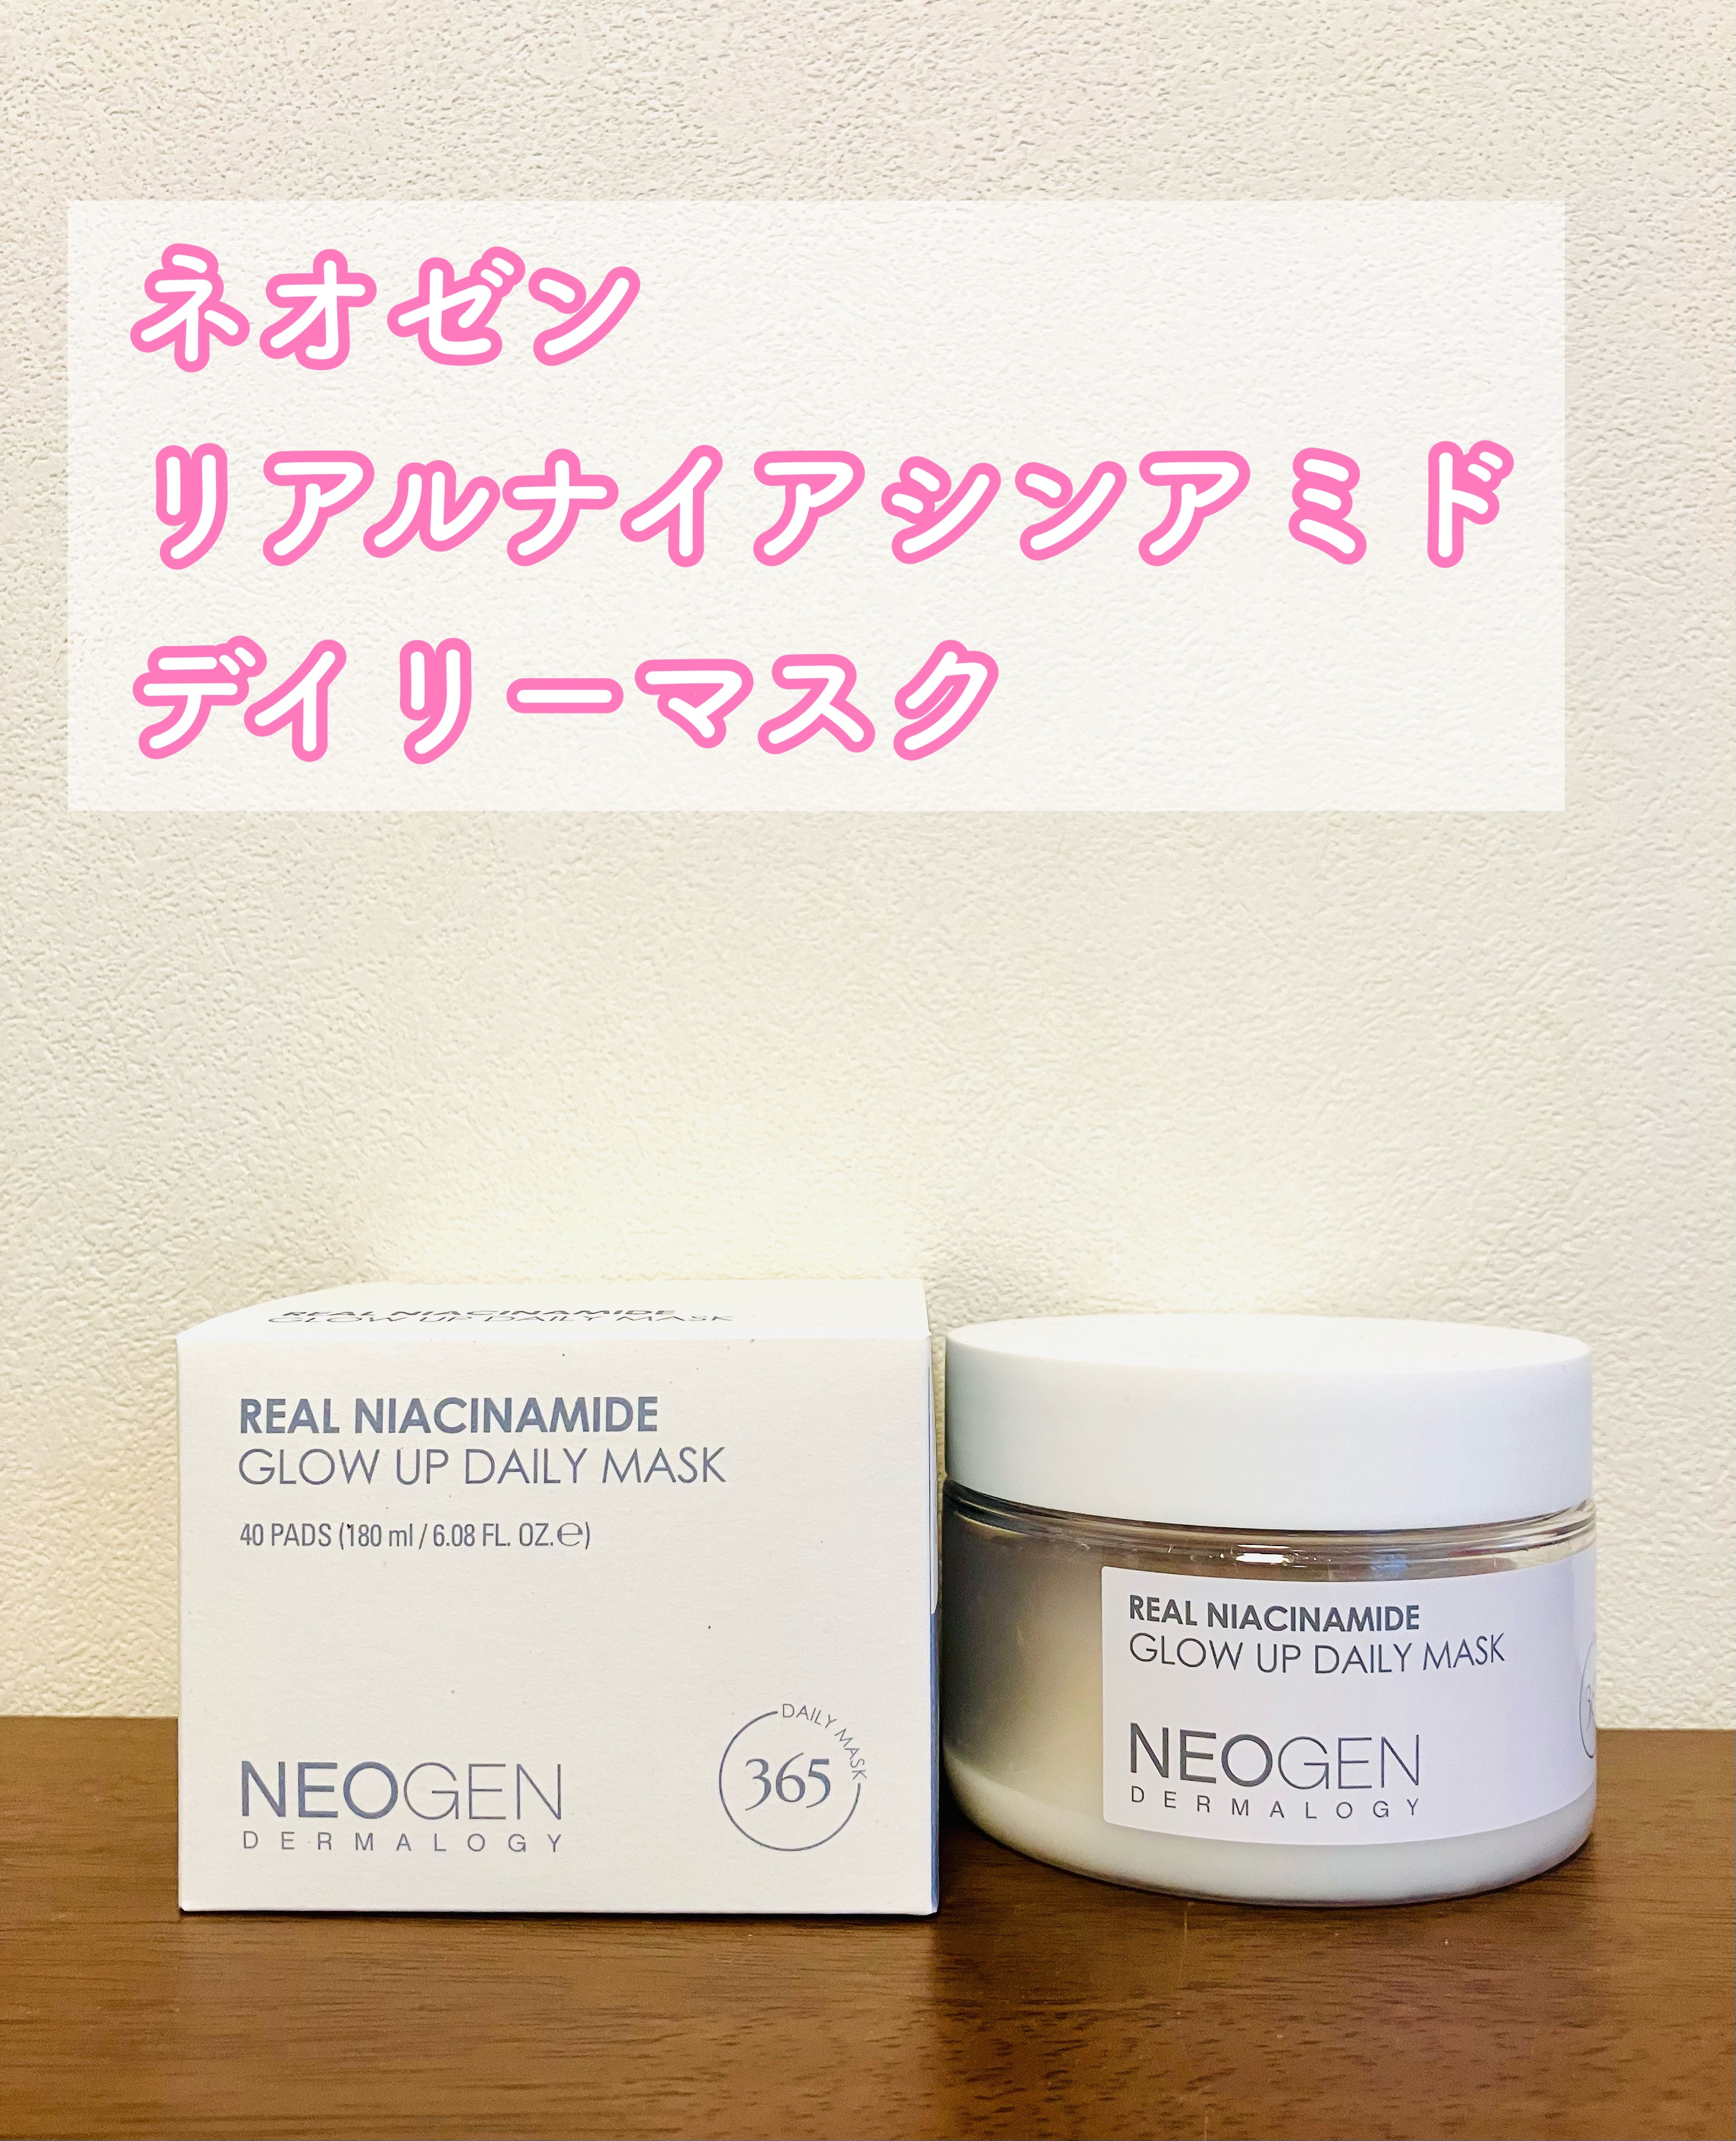 ネオゼン
リアルナイアシンアミド
デイリーマスク
REAL NIACINAMIDE
GLOW UP DAILY MASK
REAL NIACINAMIDE
GLOW UP DAILY MASK
40 PADS (180 ml / 6.08 FL. OZ.℮)
DAILY MASK
365
NEOGEN
DERMALOGY
REAL NIACINAMIDE
GLOW UP DAILY MASK
NEOGEN
DERMALOGY